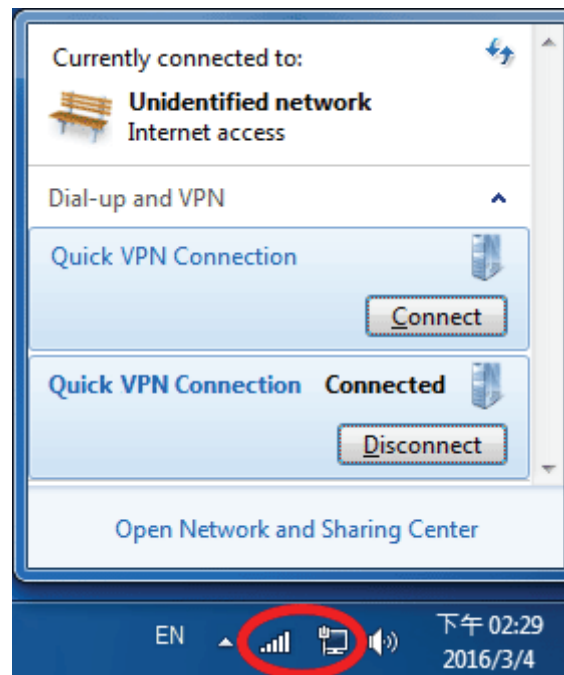 Currently connected to:
Unidentified network
Internet access
Dial-up and VPN
Quick VPN Connection
Connect
Quick VPN Connection Connected
Disconnect
Open Network and Sharing Center
EN
下午 02:29
2016/3/4